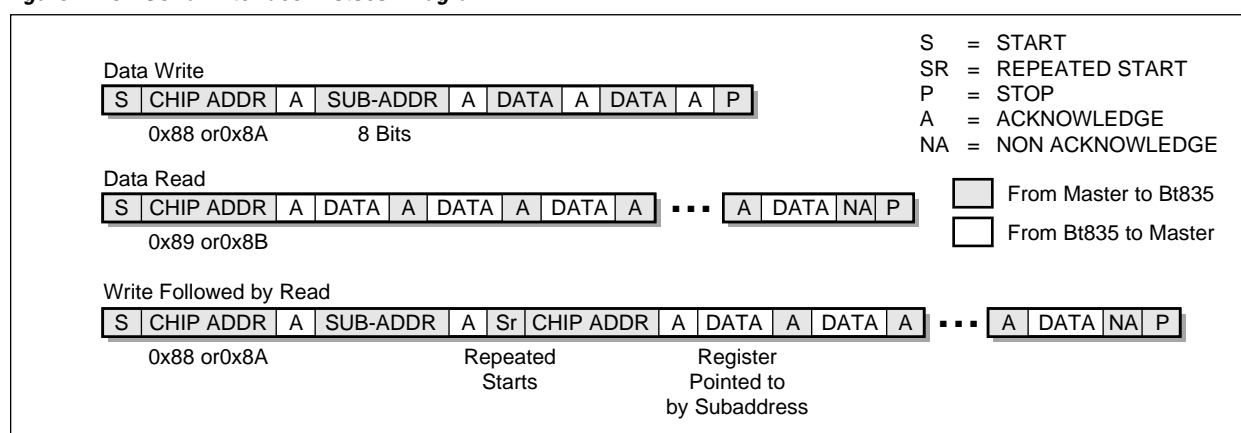 Data Write
S CHIP ADDR A SUB-ADDR A DATA A DATA A P
0x88 or0x8A 8 Bits
Data Read
S CHIP ADDR A DATA A DATA A DATA A ... A DATA NA P
0x89 or0x8B
Write Followed by Read
S CHIP ADDR A SUB-ADDR A Sr CHIP ADDR A DATA A DATA A ... A DATA NA P
0x88 or0x8A
Repeated
Starts
Register
Pointed to
by Subaddress
S = START
SR = REPEATED START
P = STOP
A = ACKNOWLEDGE
NA = NON ACKNOWLEDGE
From Master to Bt835
From Bt835 to Master